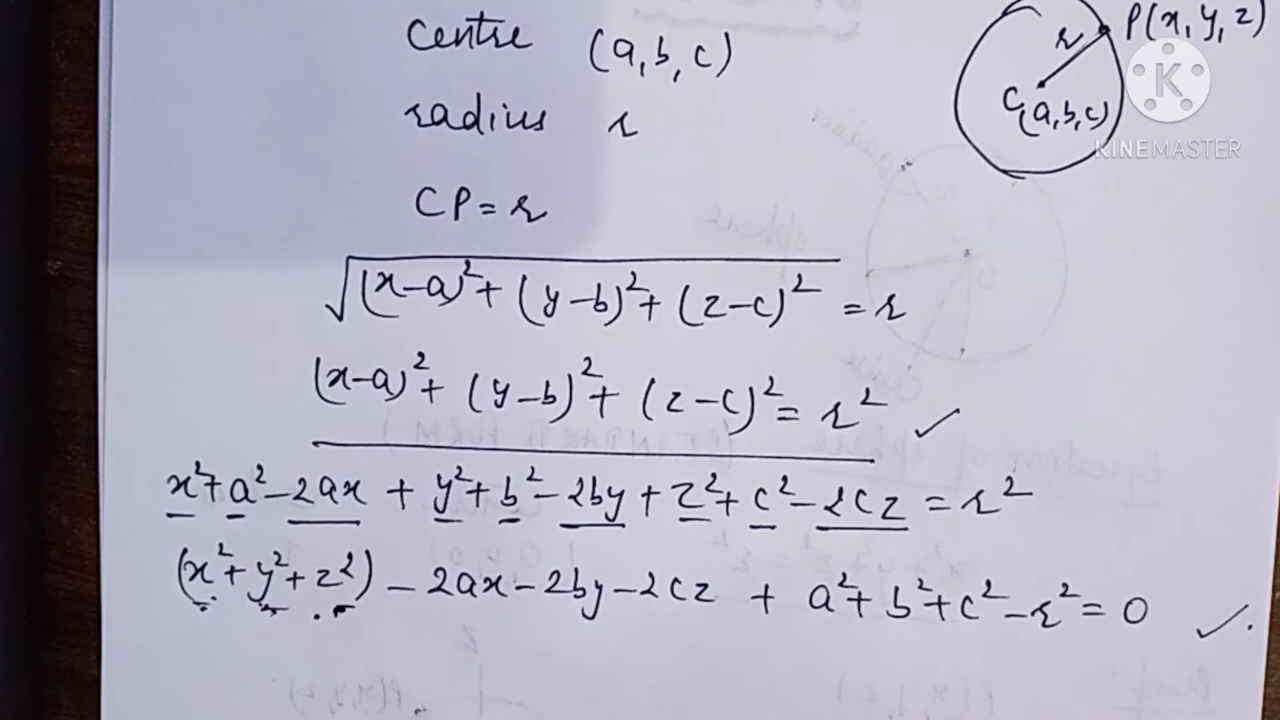 centre (a, b, c)
radius r
P(x, y, z)
r
C(a, b, c)
K
KINEMASTER
CP = r
√(x-a)² + (y-b)² + (z-c)² = r
(x-a)² + (y-b)² + (z-c)² = r² ✓
x² + a² - 2ax + y² + b² - 2by + z² + c² - 2cz = r²
(x² + y² + z²) - 2ax - 2by - 2cz + a² + b² + c² - r² = 0 ✓.